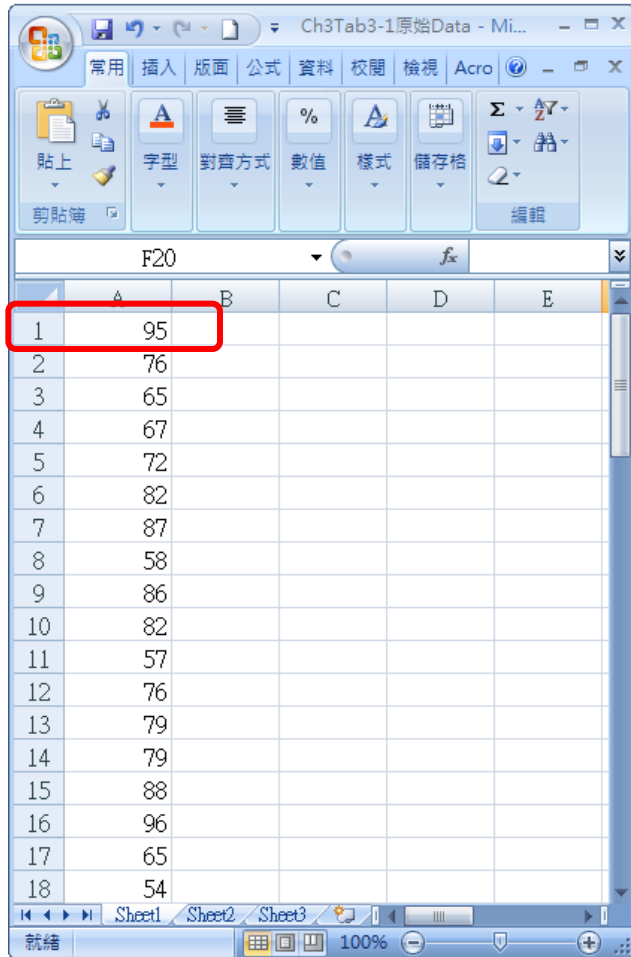 Ch3Tab3-1原始Data - Mi...
常用 插入 版面 公式 資料 校閱 檢視 Acro
貼上 字型 對齊方式 % 數值 樣式 儲存格 Σ
剪貼簿 編輯
F20 fx
A B C D E
1 95
2 76
3 65
4 67
5 72
6 82
7 87
8 58
9 86
10 82
11 57
12 76
13 79
14 79
15 88
16 96
17 65
18 54
Sheet1 Sheet2 Sheet3
就緒 100%